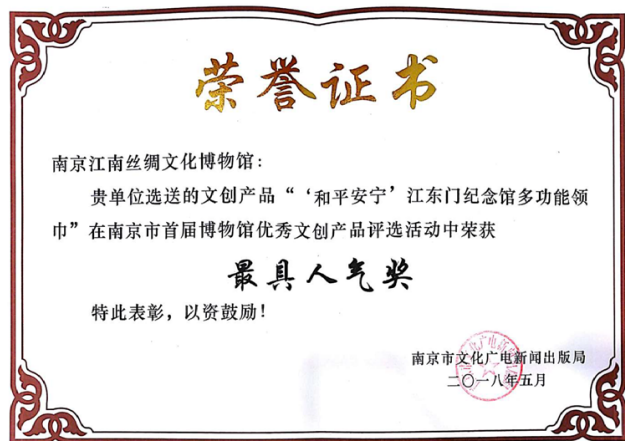 荣誉证书
南京江南丝绸文化博物馆：
贵单位选送的文创产品“‘和平安宁’江东门纪念馆多功能领
巾”在南京市首届博物馆优秀文创产品评选活动中荣获
最具人气奖
特此表彰，以资鼓励！
南京市文化广电新闻出版局
二〇一八年五月